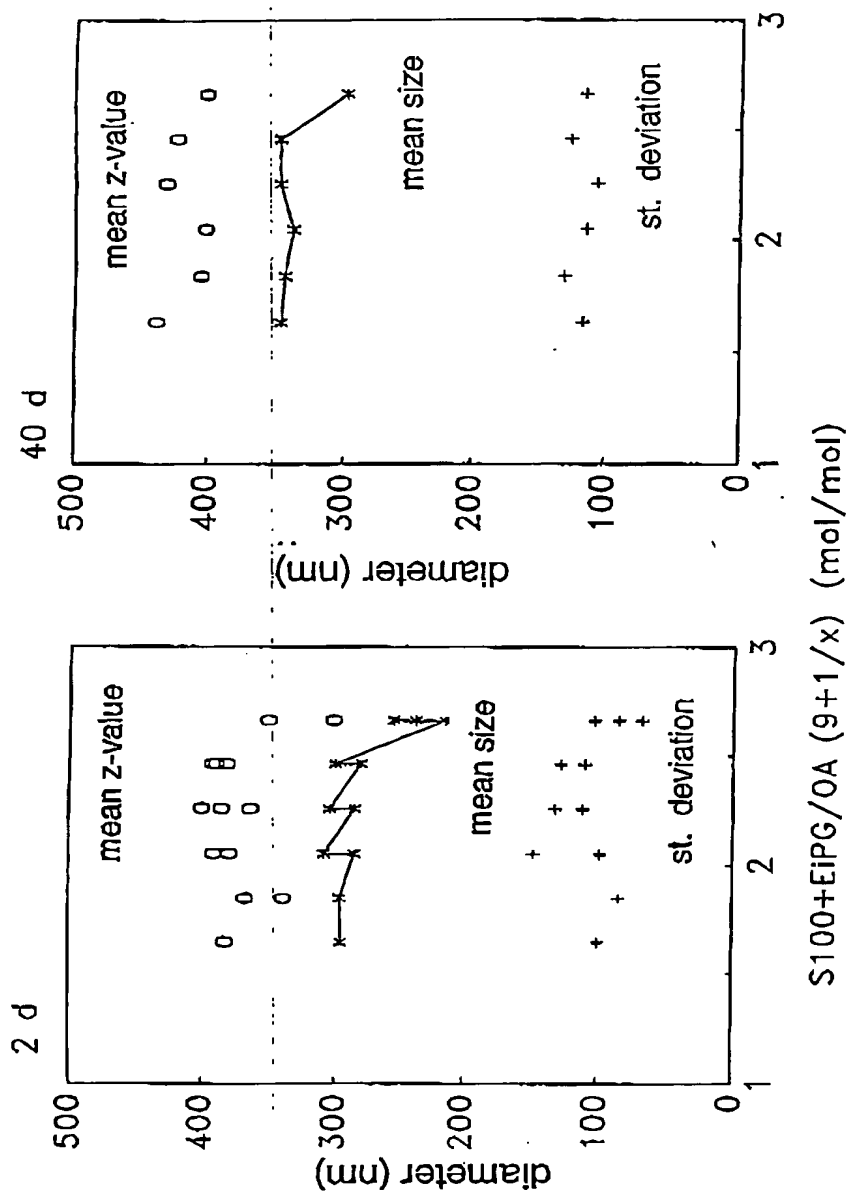 2 d
500
400
300
200
100
0
diameter (nm)
mean z-value
mean size
st. deviation
1
2
3
40 d
500
400
300
200
100
0
diameter (nm)
mean z-value
mean size
st. deviation
1
2
3
S100+EiPG/OA (9+1/x) (mol/mol)